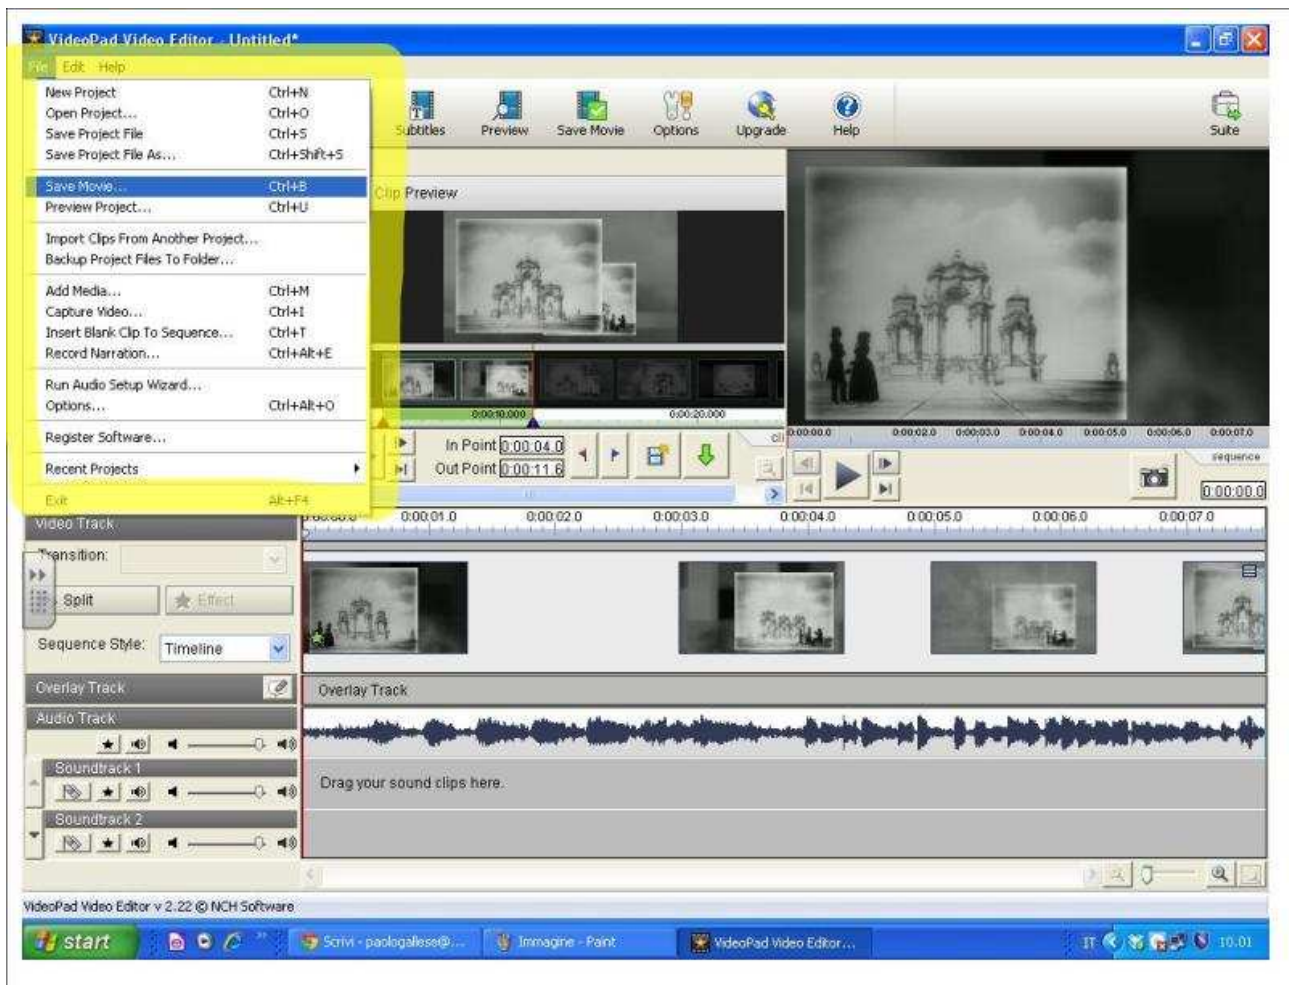 VideoPad Video Editor - Untitled*
File Edit Help
New Project Ctrl+N
Open Project... Ctrl+O
Save Project File Ctrl+S
Save Project File As... Ctrl+Shift+S
Save Movie... Ctrl+B
Preview Project... Ctrl+U
Import Clips From Another Project...
Backup Project Files To Folder...
Add Media... Ctrl+M
Capture Video... Ctrl+I
Insert Blank Clip To Sequence... Ctrl+T
Record Narration... Ctrl+Alt+E
Run Audio Setup Wizard...
Options... Ctrl+Alt+O
Register Software...
Recent Projects
Exit Alt+F4
Subtitles Preview Save Movie Options Upgrade Help Suite
Clip Preview
0:00:10.000 0:00:20.000
In Point 0:00:04.0
Out Point 0:00:11.6
cli
0:00:00.0 0:00:02.0 0:00:03.0 0:00:04.0 0:00:05.0 0:00:06.0 0:00:07.0
sequence
0:00:00.0
Video Track
0:00:01.0 0:00:02.0 0:00:03.0 0:00:04.0 0:00:05.0 0:00:06.0 0:00:07.0
Transition:
Split Effect
Sequence Style: Timeline
Overlay Track Overlay Track
Audio Track
Soundtrack 1
Drag your sound clips here.
Soundtrack 2
VideoPad Video Editor v 2.22 © NCH Software
start Scrivi - paologallese@... Immagine - Paint VideoPad Video Editor... IT 10.01